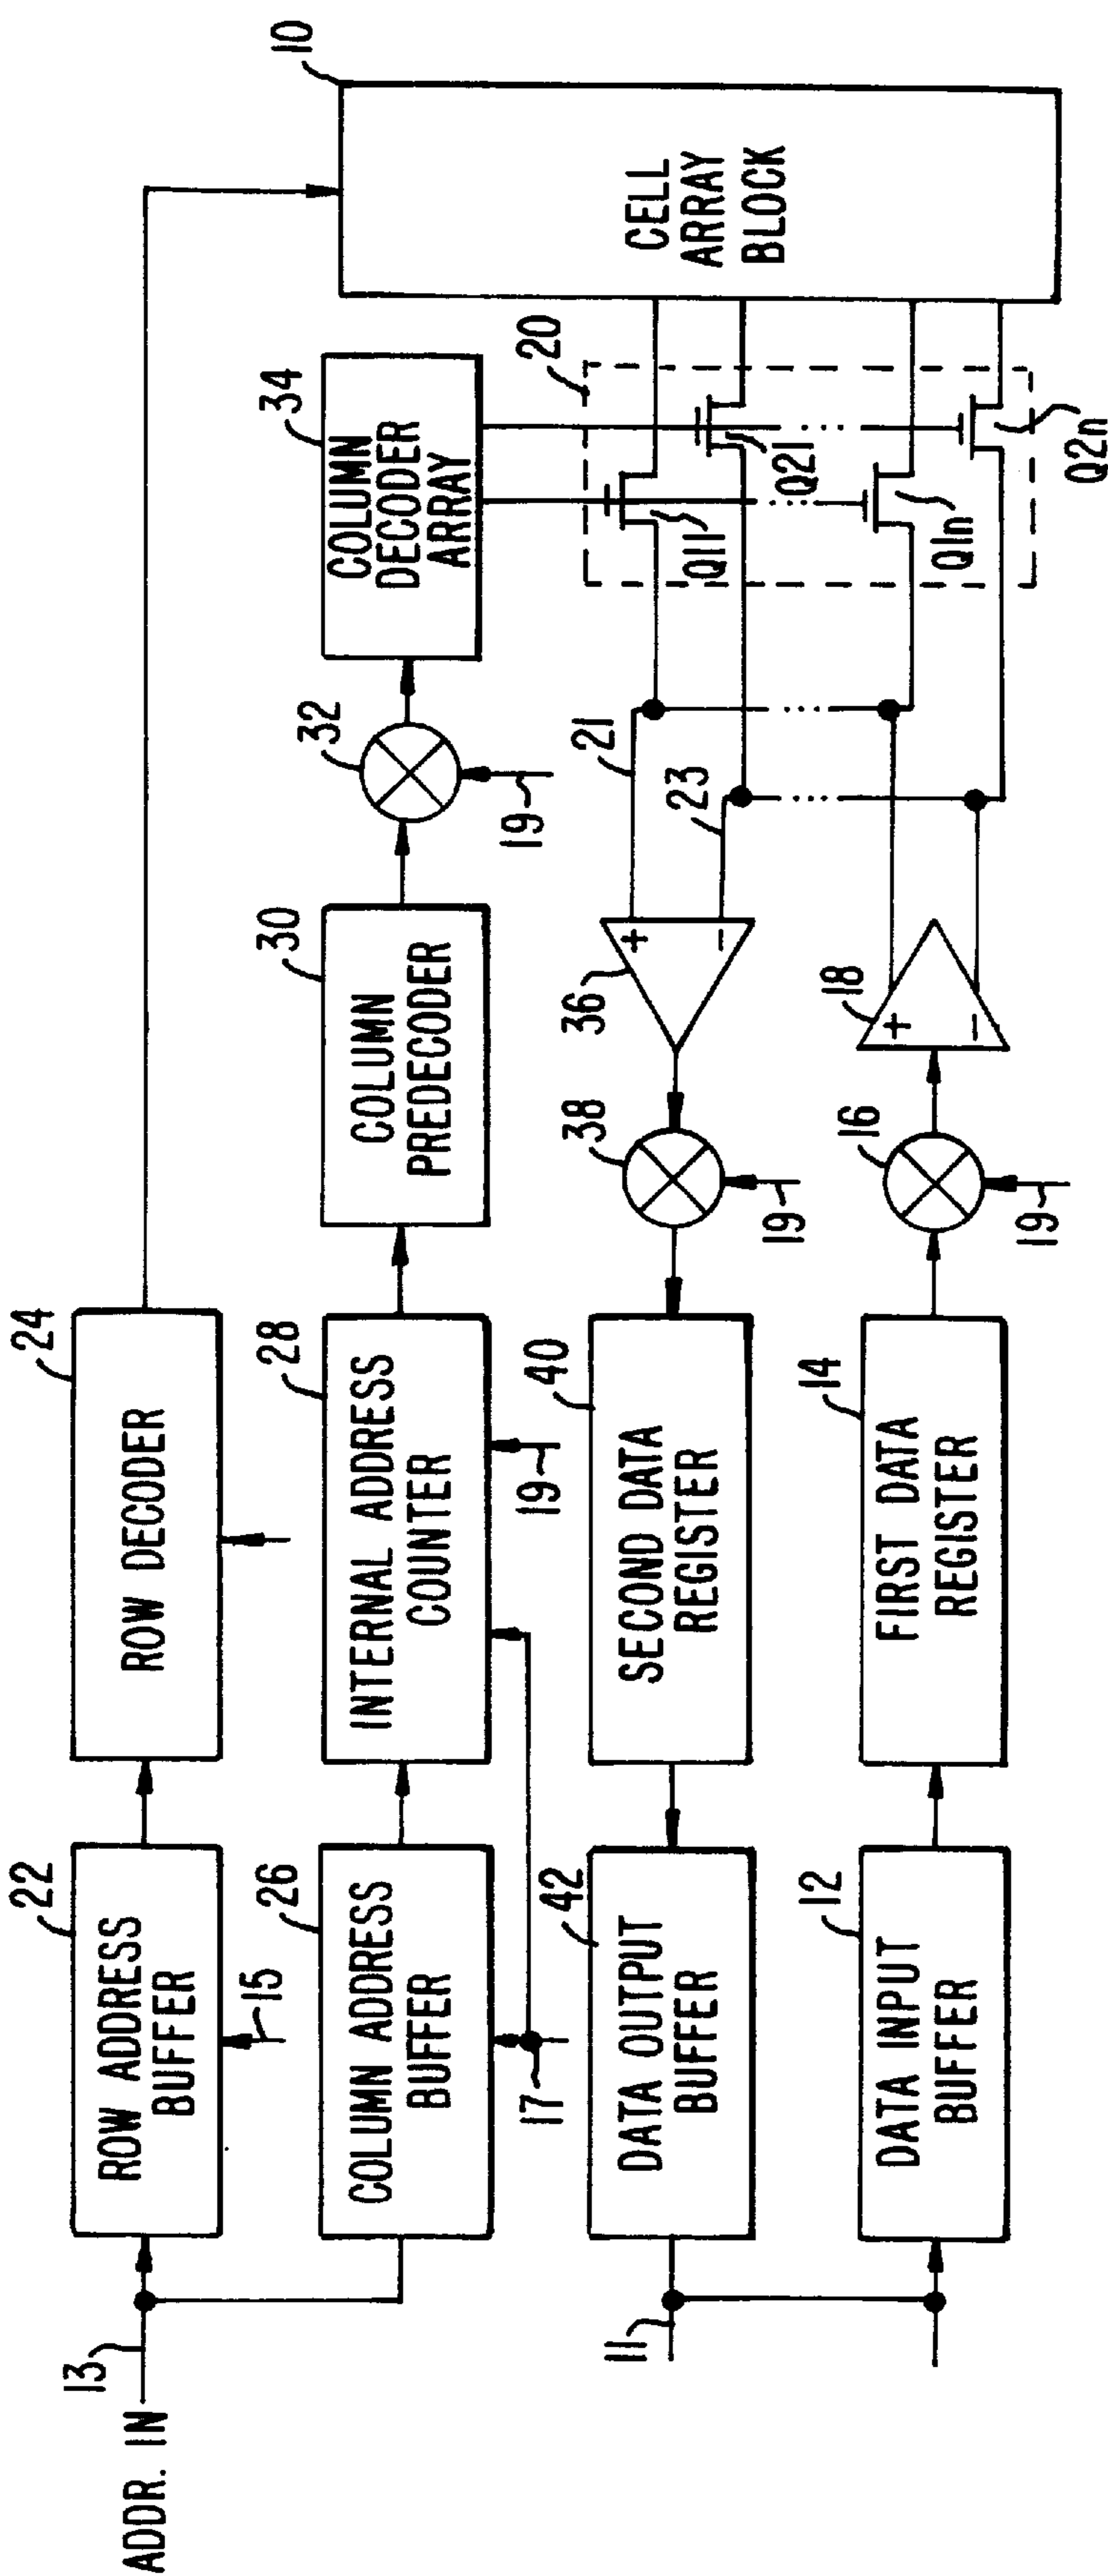 ADDR. IN
13
22
ROW ADDRESS
BUFFER
15
24
ROW DECODER
10
CELL
ARRAY
BLOCK
26
COLUMN ADDRESS
BUFFER
17
28
INTERNAL ADDRESS
COUNTER
19
30
COLUMN
PREDECODER
32
19
34
COLUMN
DECODER
ARRAY
20
Q11
Q21
Q1n
Q2n
11
42
DATA OUTPUT
BUFFER
40
SECOND DATA
REGISTER
38
19
36
+
-
21
23
12
DATA INPUT
BUFFER
14
FIRST DATA
REGISTER
16
19
18
+
-